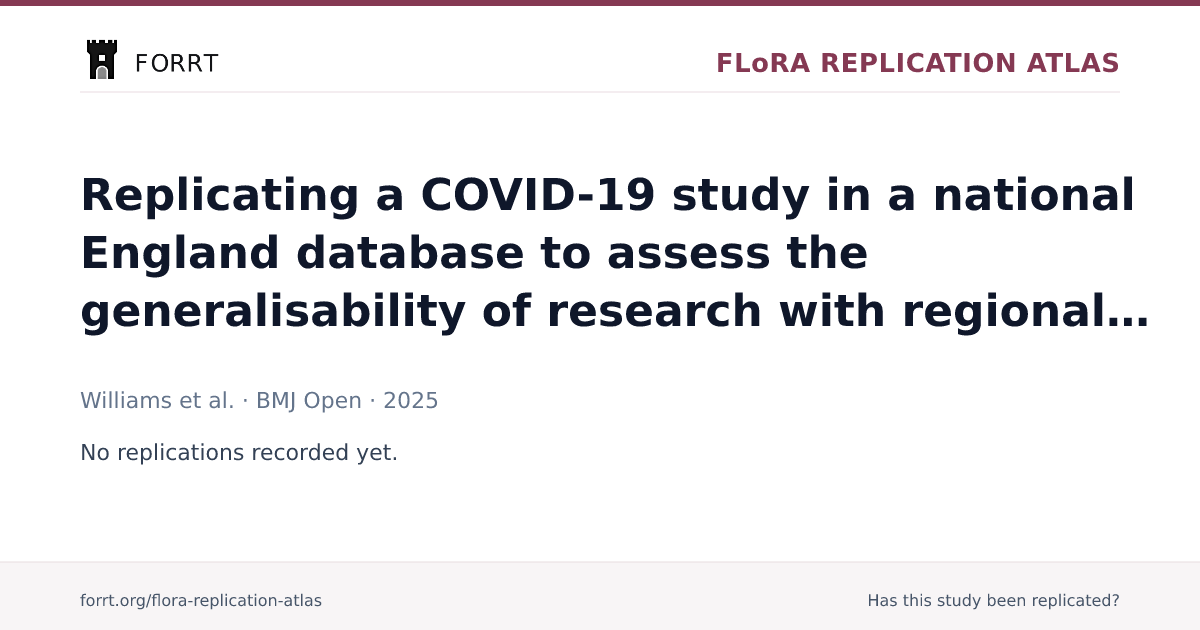 FORRT
FLoRA REPLICATION ATLAS
Replicating a COVID-19 study in a national
England database to assess the
generalisability of research with regional…
Williams et al. · BMJ Open · 2025
No replications recorded yet.
forrt.org/flora-replication-atlas
Has this study been replicated?